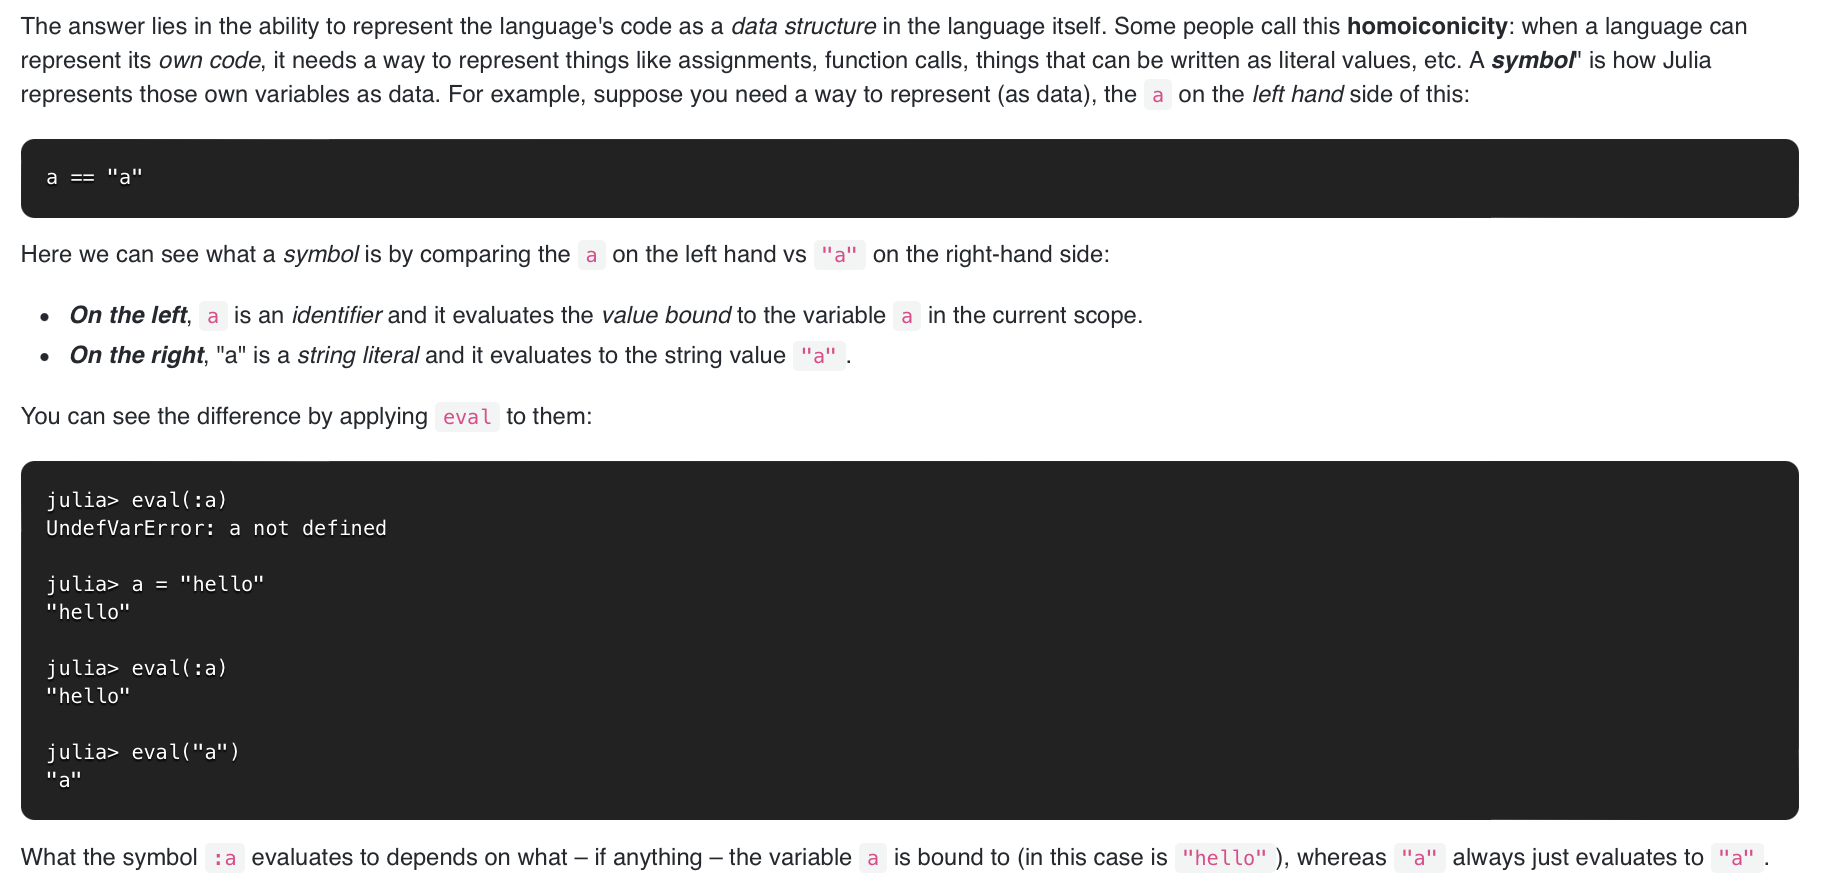 The answer lies in the ability to represent the language's code as a data structure in the language itself. Some people call this homoiconicity: when a language can
represent its own code, it needs a way to represent things like assignments, function calls, things that can be written as literal values, etc. A symbol" is how Julia
represents those own variables as data. For example, suppose you need a way to represent (as data), the a on the left hand side of this:
a == "a"
Here we can see what a symbol is by comparing the a on the left hand vs "a" on the right-hand side:
• On the left, a is an identifier and it evaluates the value bound to the variable a in the current scope.
• On the right, "a" is a string literal and it evaluates to the string value "a".
You can see the difference by applying eval to them:
julia> eval(:a)
UndefVarError: a not defined
julia> a = "hello"
"hello"
julia> eval(:a)
"hello"
julia> eval("a")
"a"
What the symbol :a evaluates to depends on what – if anything – the variable a is bound to (in this case is "hello"), whereas "a" always just evaluates to "a".